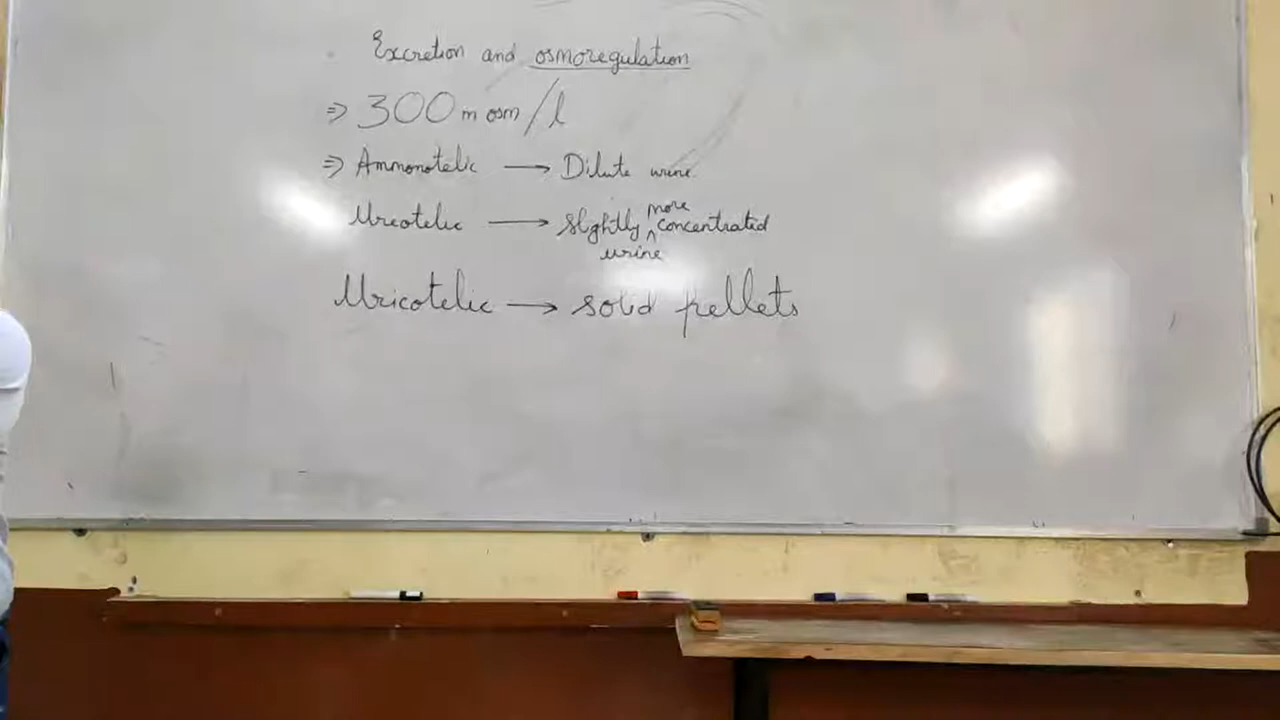 Excretion and osmoregulation
⇒ 300 m osm/l
⇒ Ammonotelic → Dilute urine
Ureotelic → slightly more concentrated
urine
Uricotelic → solid pellets